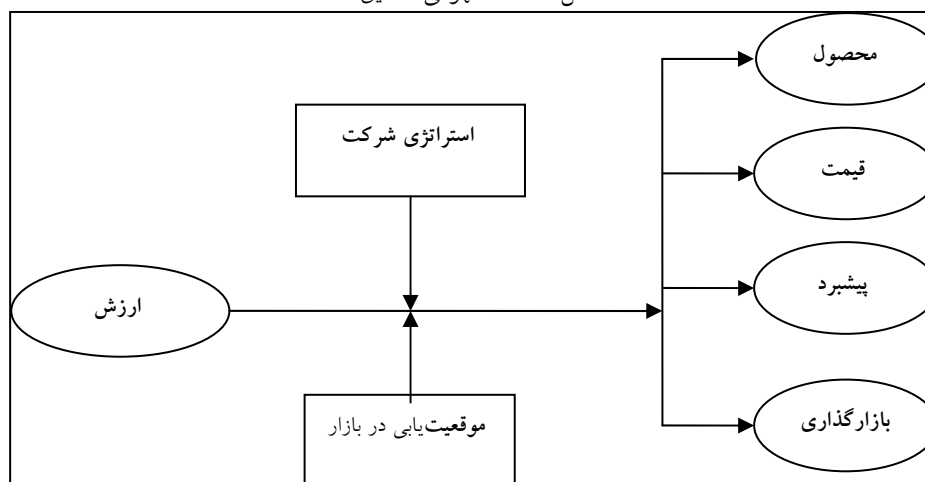 محصول
استراتژی شرکت
قیمت
ارزش
پیشبرد
موقعیت‌یابی در بازار
بازارگذاری